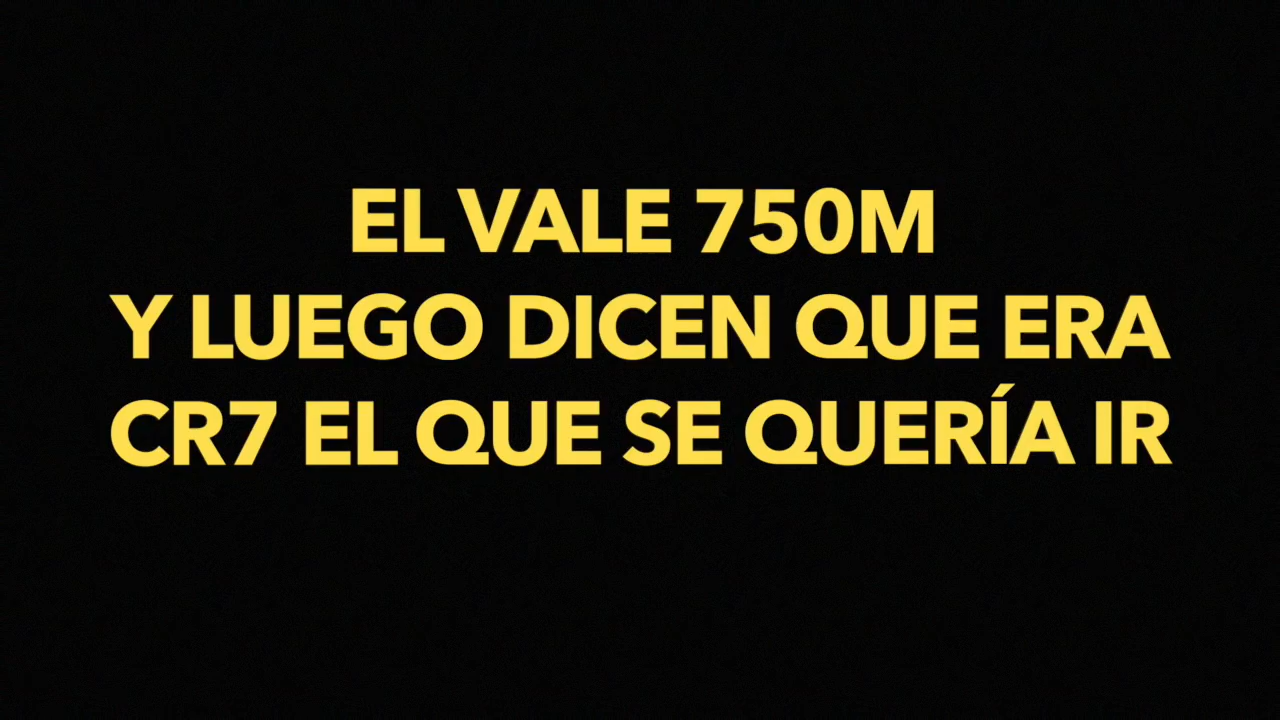 EL VALE 750M
Y LUEGO DICEN QUE ERA
CR7 EL QUE SE QUERÍA IR